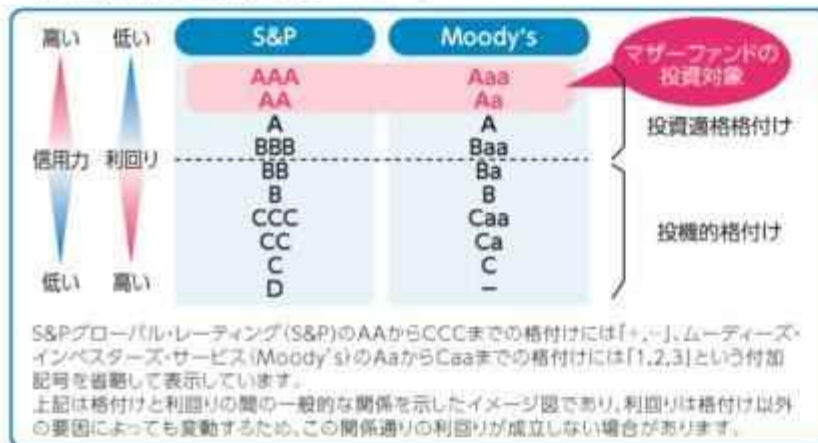 高い 低い S&P Moody's
マザーファンドの
投資対象
AAA Aaa
AA Aa
A A
投資適格格付け
BBB Baa
信用力 利回り
BB Ba
B B
CCC Caa
投機的格付け
CC Ca
C C
低い 高い
D –
S&Pグローバル・レーティング(S&P)のAAからCCCまでの格付けには「+,-」、ムーディーズ・
インベスターズ・サービス(Moody's)のAaからCaaまでの格付けには「1,2,3」という付加
記号を省略して表示しています。
上記は格付けと利回りの間の一般的な関係を示したイメージ図であり、利回りは格付け以外
の要因によっても変動するため、この関係通りの利回りが成立しない場合があります。